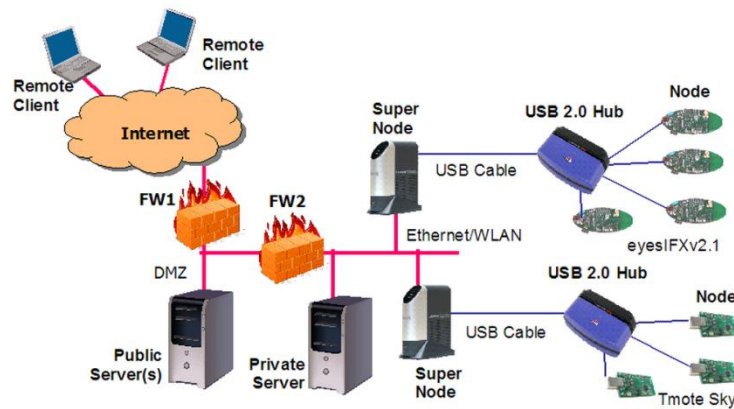 Remote
Client
Remote
Client
Internet
FW1
FW2
DMZ
Public
Server(s)
Private
Server
Super
Node
USB Cable
USB 2.0 Hub
Node
eyesIFXv2.1
Ethernet/WLAN
Super
Node
USB Cable
USB 2.0 Hub
Node
Tmote Sky